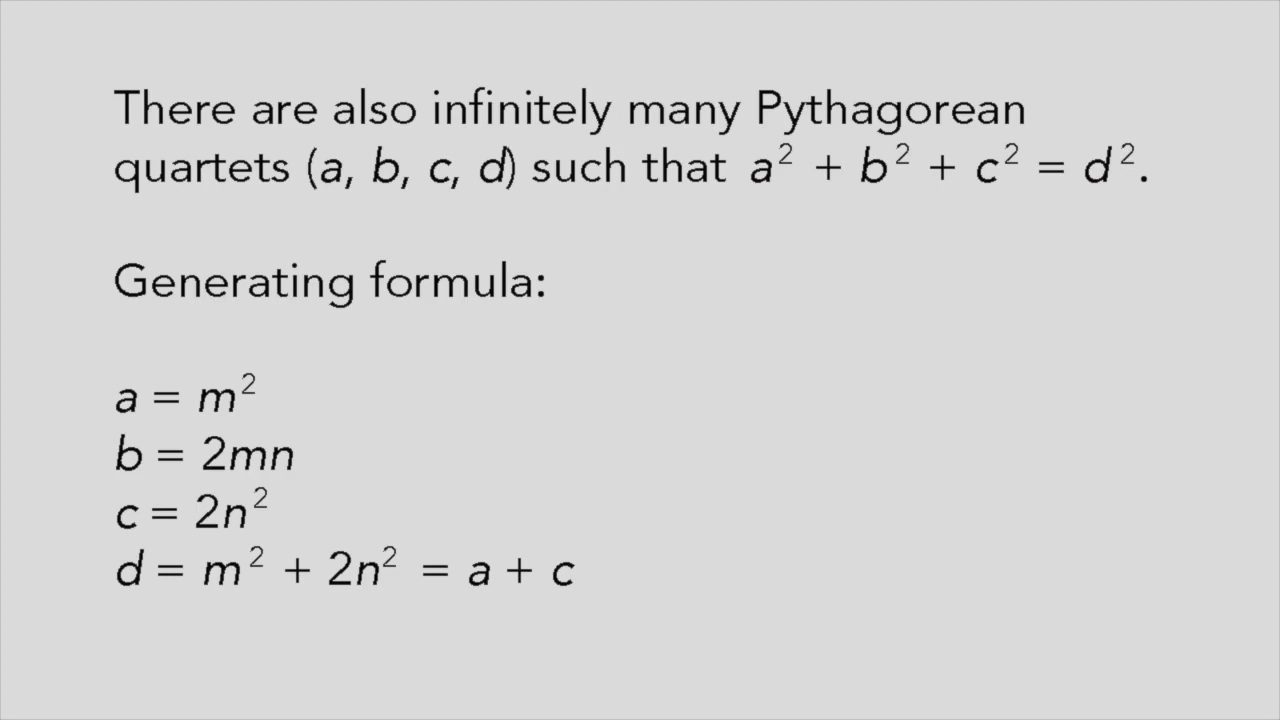 There are also infinitely many Pythagorean
quartets (a, b, c, d) such that a² + b² + c² = d².
Generating formula:
a = m²
b = 2mn
c = 2n²
d = m² + 2n² = a + c